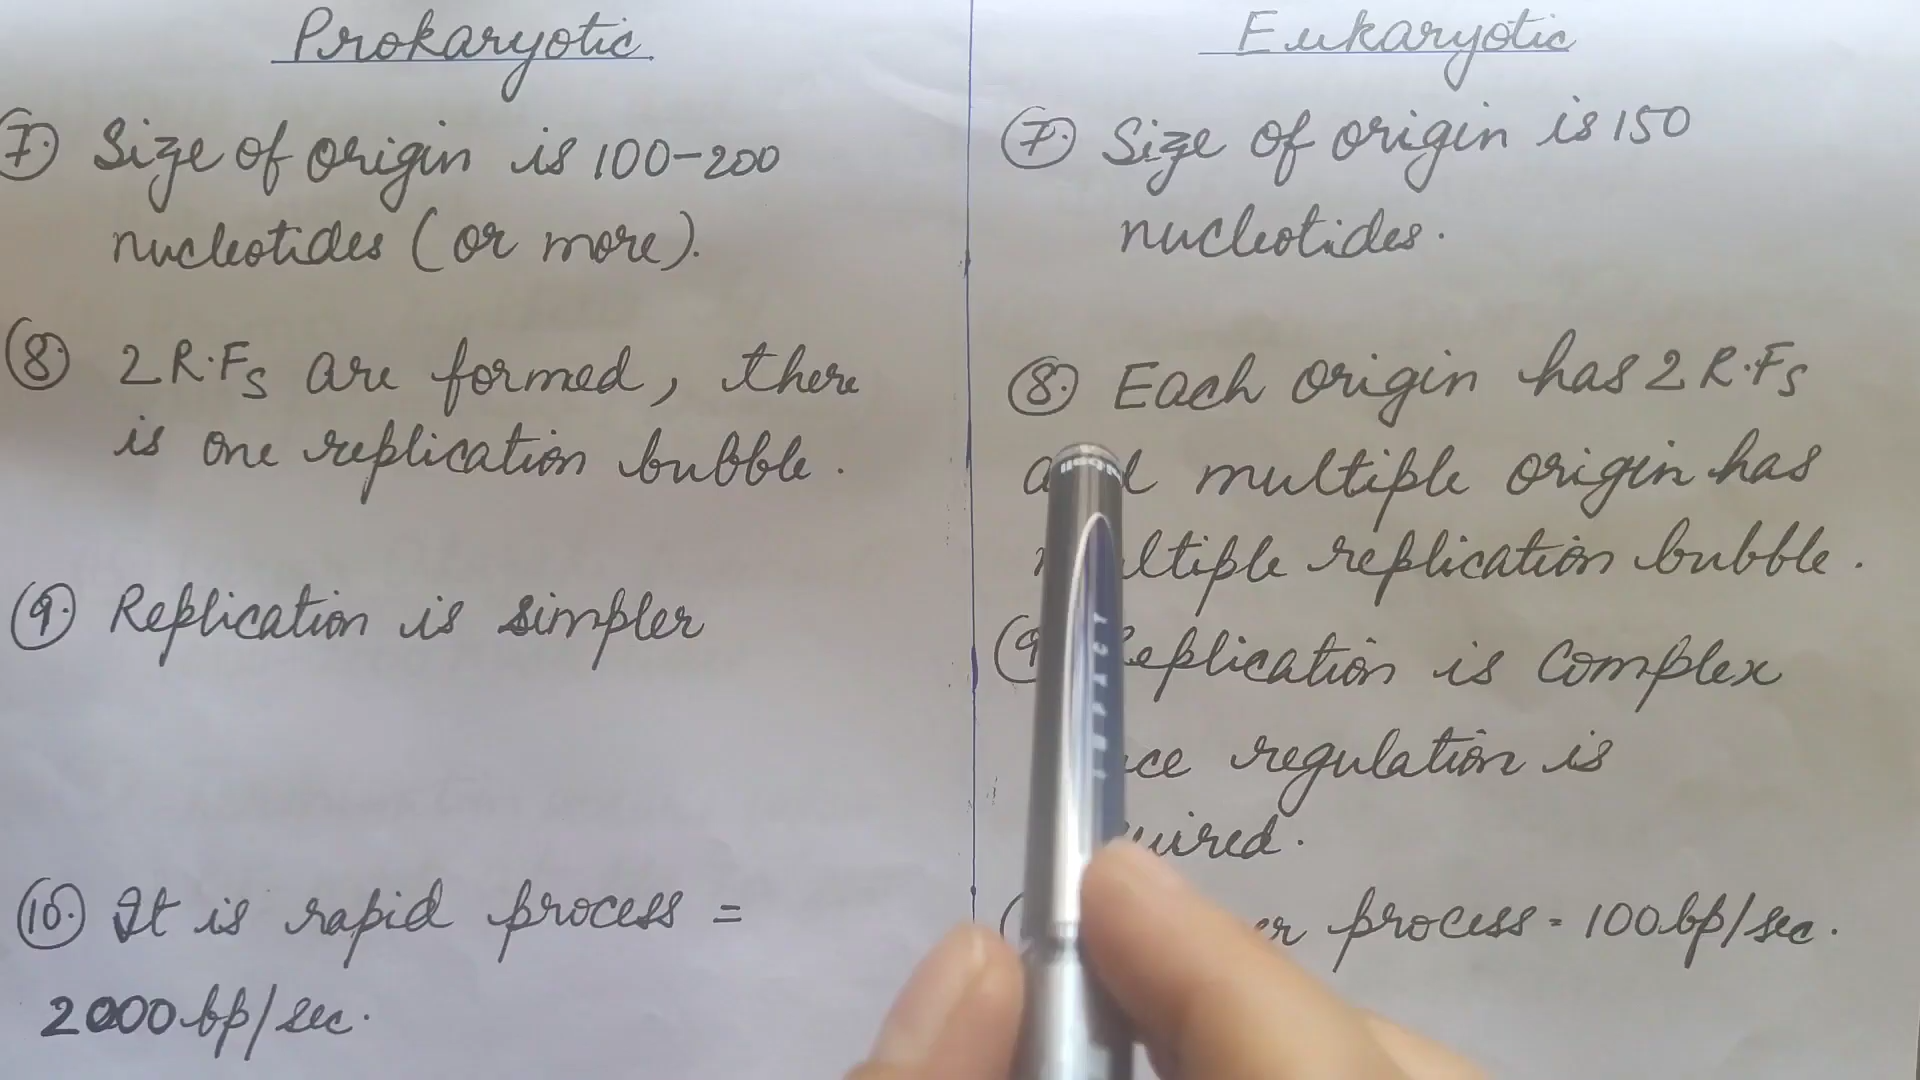 Prokaryotic
7. Size of origin is 100-200
nucleotides (or more).
8. 2 R.Fs are formed, there
is one replication bubble.
9. Replication is simpler
10. It is rapid process =
2000 bp/sec.
Eukaryotic
7. Size of origin is 150
nucleotides.
8. Each origin has 2 R.Fs
multiple origin has
replication bubble.
is complex
regulation is
process = 100 bp/sec.